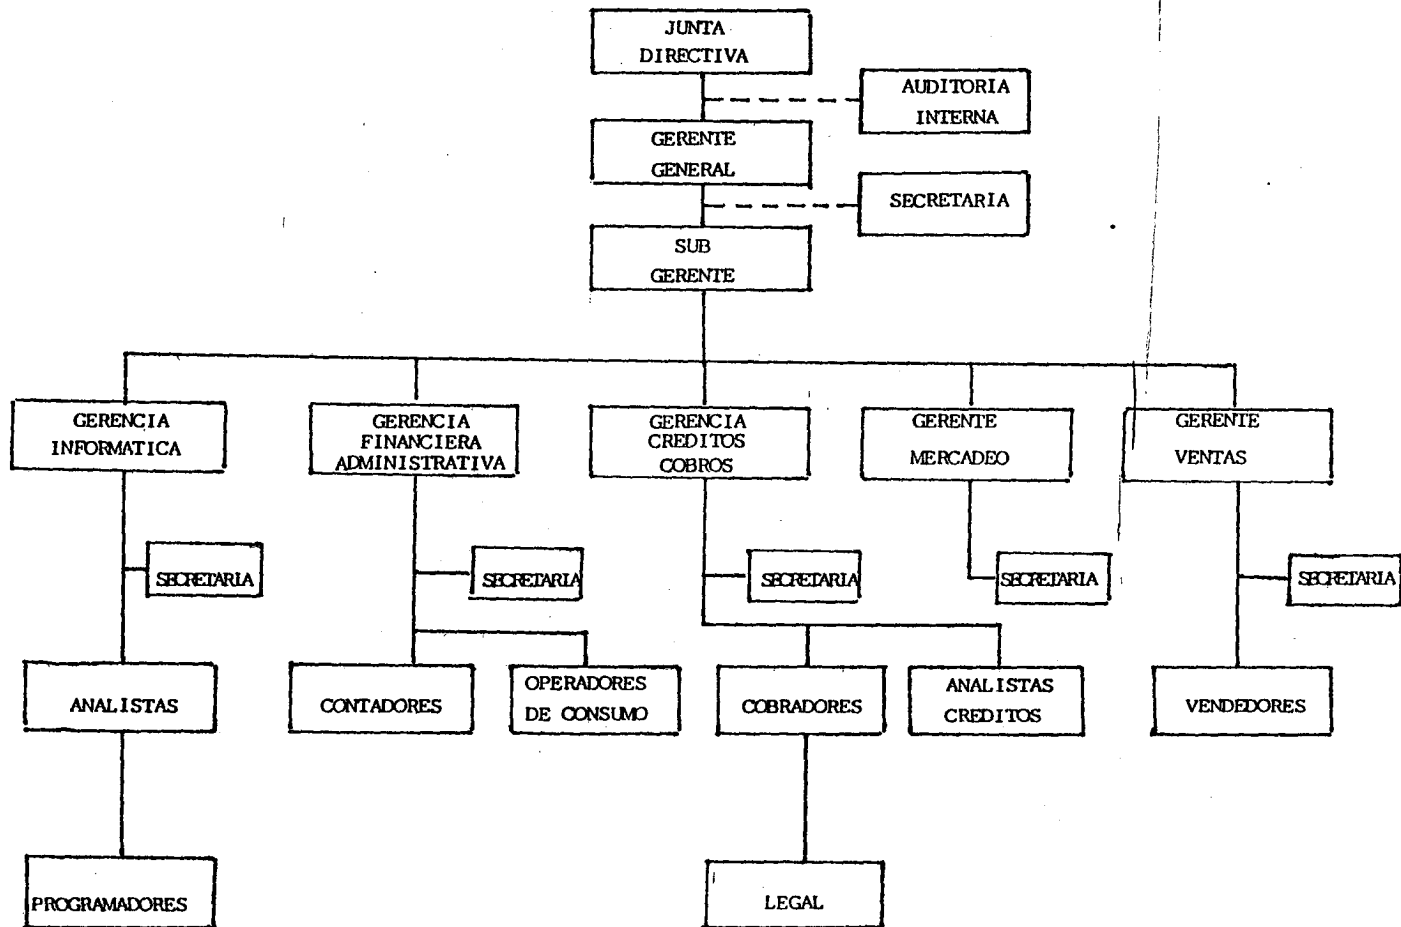 JUNTA
DIRECTIVA
AUDITORIA
INTERNA
GERENTE
GENERAL
SECRETARIA
SUB
GERENTE
GERENCIA
INFORMATICA
GERENCIA
FINANCIERA
ADMINISTRATIVA
GERENCIA
CREDITOS
COBROS
GERENTE
MERCADEO
GERENTE
VENTAS
SECRETARIA
SECRETARIA
SECRETARIA
SECRETARIA
SECRETARIA
ANALISTAS
CONTADORES
OPERADORES
DE CONSUMO
COBRADORES
ANALISTAS
CREDITOS
VENDEDORES
PROGRAMADORES
LEGAL